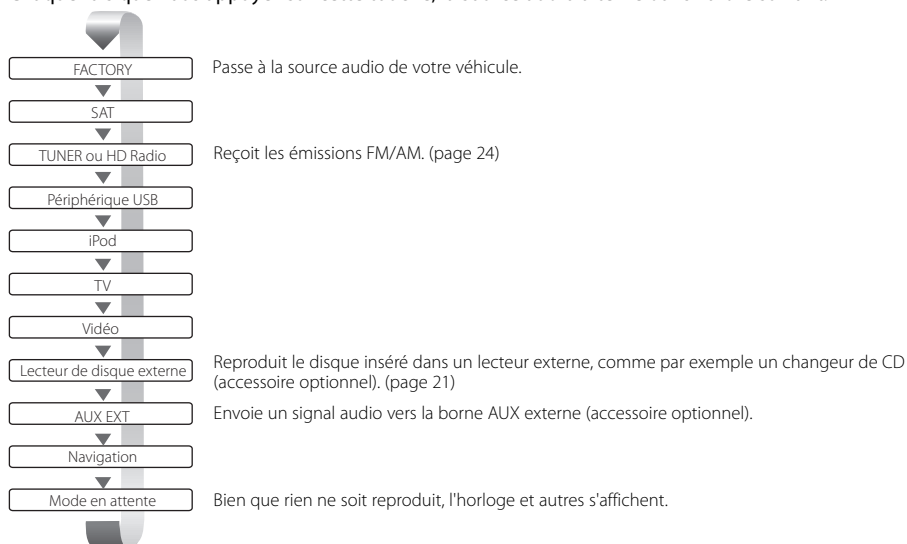 FACTORY Passe à la source audio de votre véhicule.
SAT
TUNER ou HD Radio Reçoit les émissions FM/AM. (page 24)
Périphérique USB
iPod
TV
Vidéo
Lecteur de disque externe Reproduit le disque inséré dans un lecteur externe, comme par exemple un changeur de CD
(accessoire optionnel). (page 21)
AUX EXT Envoie un signal audio vers la borne AUX externe (accessoire optionnel).
Navigation
Mode en attente Bien que rien ne soit reproduit, l'horloge et autres s'affichent.